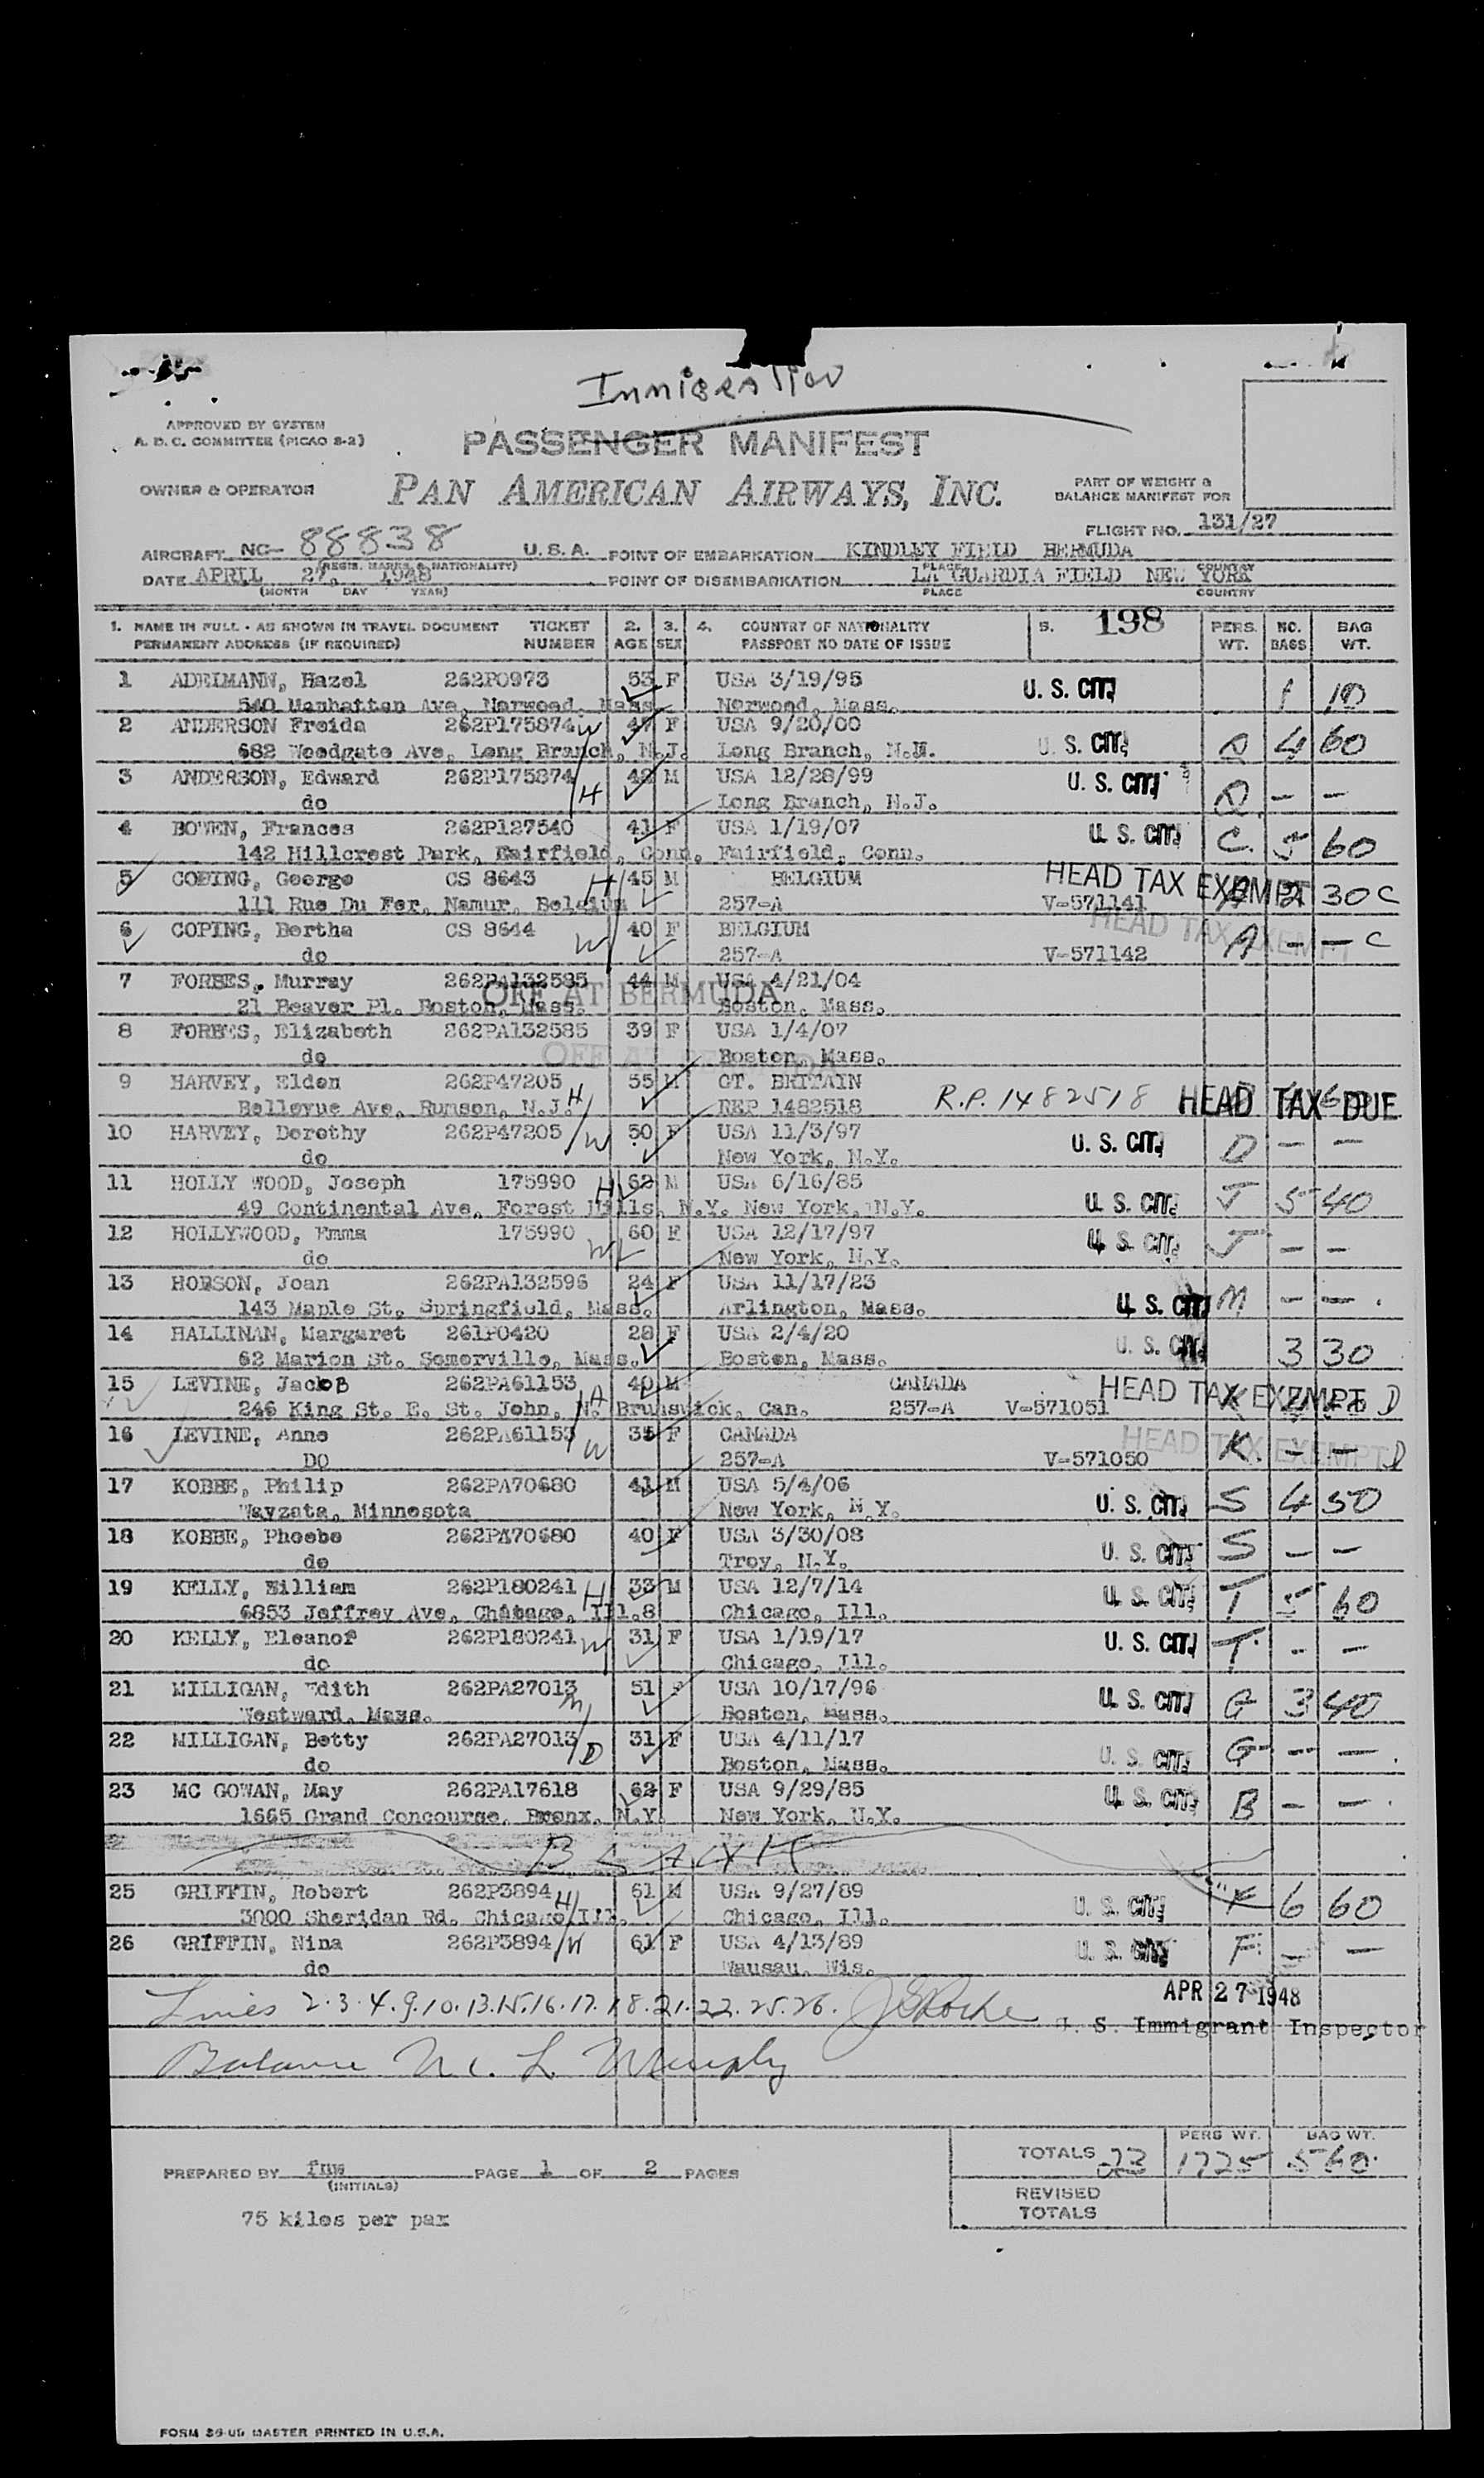 Inmigration
APPROVED BY SYSTEM
A. D. C. COMMITTEE (PICAO S-2)
PASSENGER MANIFEST
OWNER & OPERATOR PAN AMERICAN AIRWAYS, INC.
PART OF WEIGHT &
BALANCE MANIFEST FOR
FLIGHT NO. 131/27
AIRCRAFT NC- 88838 U. S. A. POINT OF EMBARKATION KINDLEY FIELD BERMUDA
(REGIS. MARKS & NATIONALITY) PLACE COUNTRY
DATE APRIL 27, 1948 POINT OF DISEMBARKATION LA GUARDIA FIELD NEW YORK
(MONTH DAY YEAR) PLACE COUNTRY
1. NAME IN FULL - AS SHOWN IN TRAVEL DOCUMENT TICKET 2. 3. 4. COUNTRY OF NATIONALITY 5. 198 PERS. NO. BAG
PERMANENT ADDRESS (IF REQUIRED) NUMBER AGE SEX PASSPORT NO DATE OF ISSUE WT. BAGS WT.
1 ADELMANN, Hazel 262P0973 53 F USA 3/19/95 U. S. CIT. 1 10
540 Manhattan Ave, Norwood, Mass Norwood, Mass.
2 ANDERSON Freida 262P175874 W 47 F USA 9/20/00 U. S. CIT. 4 60
682 Woodgate Ave, Long Branch, N.J. Long Branch,
3 ANDERSON, Edward 262P175874 H 48 M USA 12/28/99 U. S. CIT. — —
do Long Branch, N.J.
4 BOWEN, Frances 262P127540 41 F USA 1/19/07 U. S. CIT. C. 5 60
142 Hillcrest Park, Fairfield, Conn. Fairfield, Conn.
5 COPING, George CS 8643 H 45 M BELGIUM HEAD TAX EXEMPT 30 C
111 Rue Du Fer, Namur, Belgium 257-A V-571141
6 COPING, Bertha CS 8644 W 40 F BELGIUM HEAD TAX EXEMPT A — — C
do 257-A V-571142
7 FORBES, Murray 262PA132585 44 M USA 4/21/04
OFF AT BERMUDA
21 Beaver Pl. Boston, Mass. Boston, Mass.
8 FORBES, Elizabeth 262PA132585 39 F USA 1/4/07
OFF AT BERMUDA
do Boston, Mass.
9 HARVEY, Eldon 262P47205 H 55 M GT. BRITAIN R.P. 1482518 HEAD TAX DUE
Bellevue Ave, Rumson, N.J. REP 1482518
10 HARVEY, Dorothy 262P47205 W 50 F USA 11/3/97 U. S. CIT. D — —
do New York, N.Y.
11 HOLLY WOOD, Joseph 175990 H 62 M USA 6/16/85 U. S. CIT. J 5 40
49 Continental Ave, Forest Hills, N.Y. New York, N.Y.
12 HOLLYWOOD, Emma 175990 W 60 F USA 12/17/97 U. S. CIT. J — —
do New York, N.Y.
13 HOBSON, Joan 262PA132596 24 F USA 11/17/23 U. S. CIT. M — —
143 Maple St. Springfield, Mass. Arlington, Mass.
14 HALLINAN, Margaret 261P0420 28 F USA 2/4/20 U. S. CIT. 3 30
62 Marion St. Somerville, Mass. Boston, Mass.
15 LEVINE, Jacob 262PA61153 H 40 M CANADA HEAD TAX EXEMPT D
246 King St. E. St. John, N. Brunswick, Can. 257-A V-571051
16 LEVINE, Anne 262PA61153 W 35 F CANADA HEAD TAX EXEMPT K — — D
DO 257-A V-571050
17 KOBBE, Philip 262PA70680 41 M USA 5/4/06 U. S. CIT. S 4 50
Wayzata, Minnesota New York, N.Y.
18 KOBBE, Phoebe 262PA70680 40 F USA 3/30/08 U. S. CIT. S — —
do Troy, N.Y.
19 KELLY, William 262P180241 H 33 M USA 12/7/14 U. S. CIT. T 5 60
6853 Jeffrey Ave, Chicago, Ill. Chicago, Ill.
20 KELLY, Eleanor 262P180241 W 31 F USA 1/19/17 U. S. CIT. T — —
do Chicago, Ill.
21 MILLIGAN, Edith 262PA27013 M 51 F USA 10/17/96 U. S. CIT. G 3 40
Westward, Mass. Boston, Mass.
22 MILLIGAN, Betty 262PA27013 D 31 F USA 4/11/17 U. S. CIT. G — —
do Boston, Mass.
23 MC GOWAN, May 262PA17618 62 F USA 9/29/85 U. S. CIT. B — —
1665 Grand Concourse, Bronx, N.Y. New York, N.Y.
25 GRIFFIN, Robert 262P3894 H 61 M USA 9/27/89 U. S. CIT. F 6 60
3000 Sheridan Rd. Chicago Ill. Chicago, Ill.
26 GRIFFIN, Nina 262P3894 W 61 F USA 4/13/89 U. S. CIT. F — —
do Wausau, Wis.
Lines 2.3.4.9.10.13.15.16.17.18.21.22.25.26. J Roche APR 27 1948
U. S. Immigrant Inspector
Balance M. L. Murphy
PREPARED BY fmw PAGE 1 OF 2 PAGES
(INITIALS)
PERS WT. BAG WT.
TOTALS 23 1725 560
REVISED
TOTALS
75 kilos per pax
FORM MASTER PRINTED IN U.S.A.